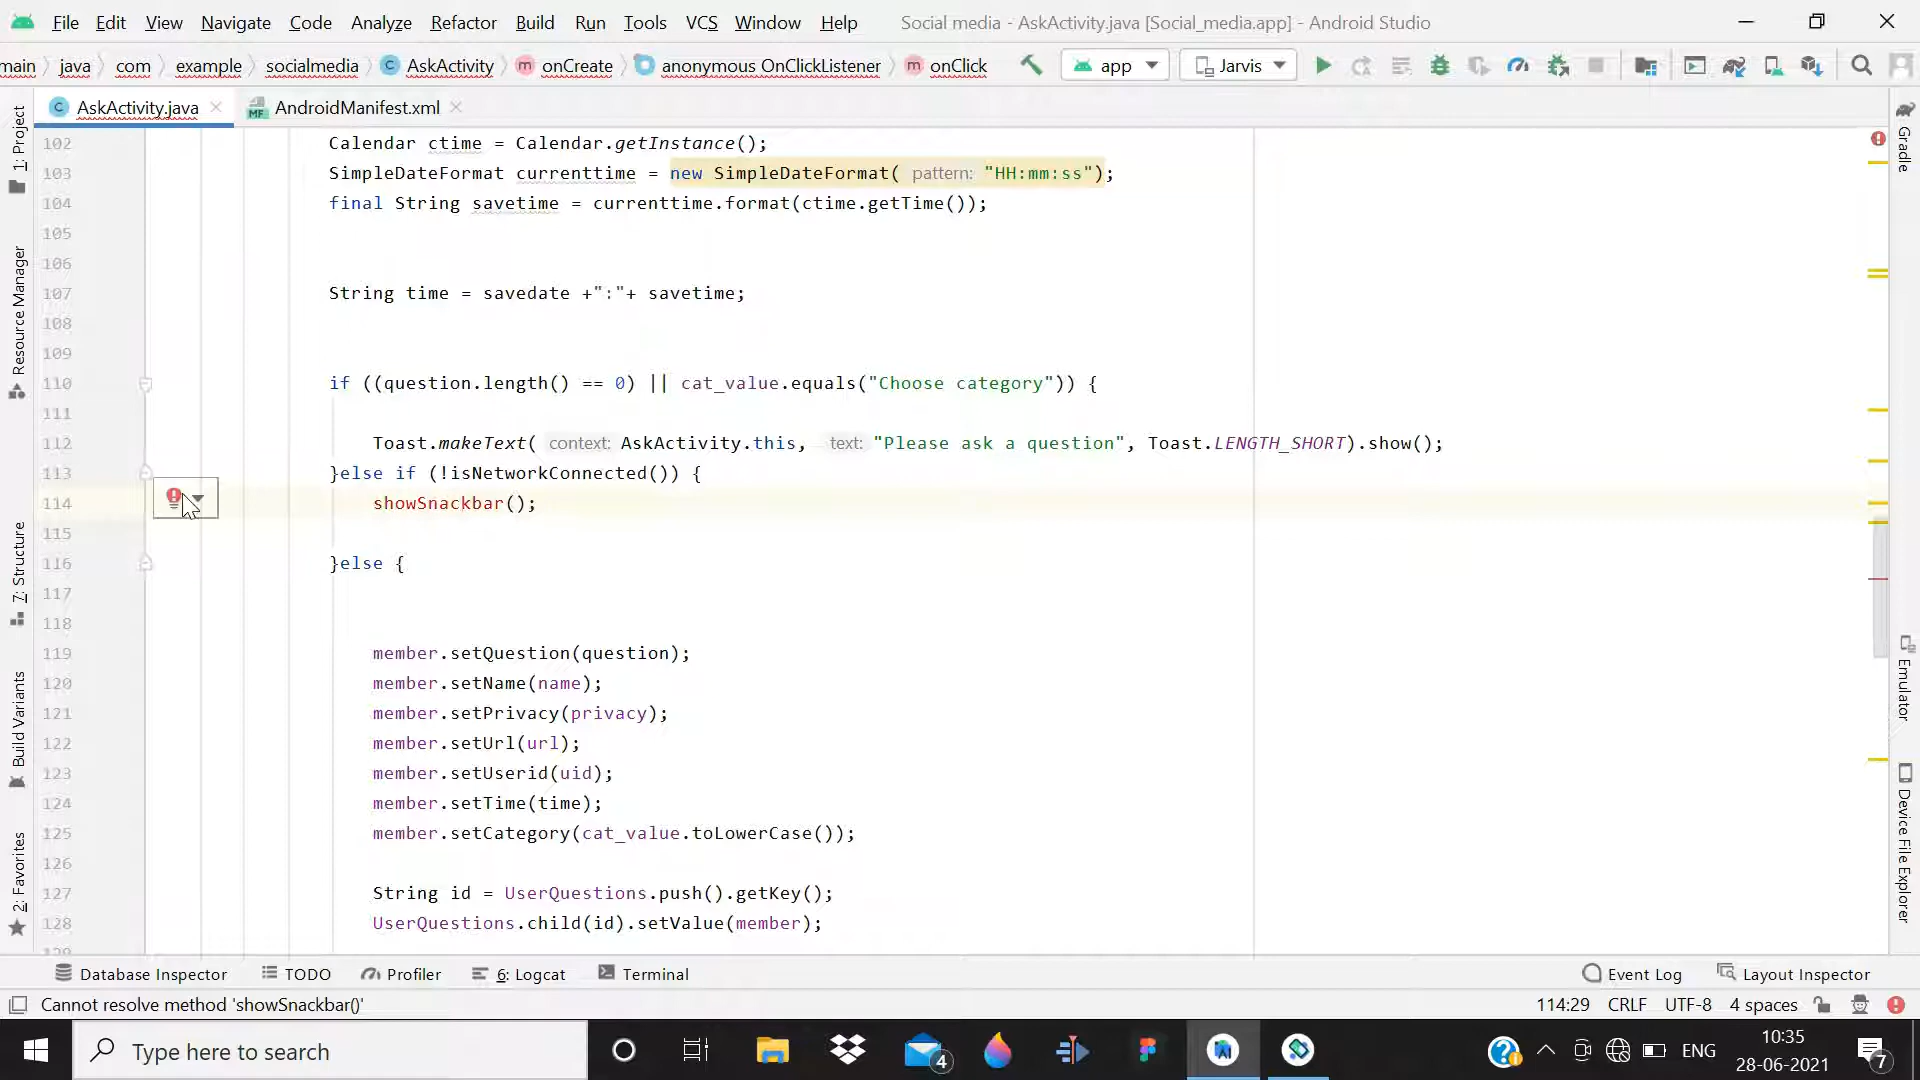 File Edit View Navigate Code Analyze Refactor Build Run Tools VCS Window Help Social media - AskActivity.java [Social_media.app] - Android Studio
main java com example socialmedia AskActivity onCreate anonymous OnClickListener onClick app Jarvis
AskActivity.java AndroidManifest.xml
102 Calendar ctime = Calendar.getInstance();
103 SimpleDateFormat currenttime = new SimpleDateFormat( pattern: "HH:mm:ss");
104 final String savetime = currenttime.format(ctime.getTime());
105
106
107 String time = savedate +":"+ savetime;
108
109
110 if ((question.length() == 0) || cat_value.equals("Choose category")) {
111
112 Toast.makeText( context: AskActivity.this, text: "Please ask a question", Toast.LENGTH_SHORT).show();
113 }else if (!isNetworkConnected()) {
114 showSnackbar();
115
116 }else {
117
118
119 member.setQuestion(question);
120 member.setName(name);
121 member.setPrivacy(privacy);
122 member.setUrl(url);
123 member.setUserid(uid);
124 member.setTime(time);
125 member.setCategory(cat_value.toLowerCase());
126
127 String id = UserQuestions.push().getKey();
128 UserQuestions.child(id).setValue(member);
129
1: Project
Resource Manager
7: Structure
Build Variants
2: Favorites
Gradle
Emulator
Device File Explorer
Database Inspector TODO Profiler 6: Logcat Terminal Event Log Layout Inspector
Cannot resolve method 'showSnackbar()' 114:29 CRLF UTF-8 4 spaces
Type here to search 4 ENG 10:35 28-06-2021 7